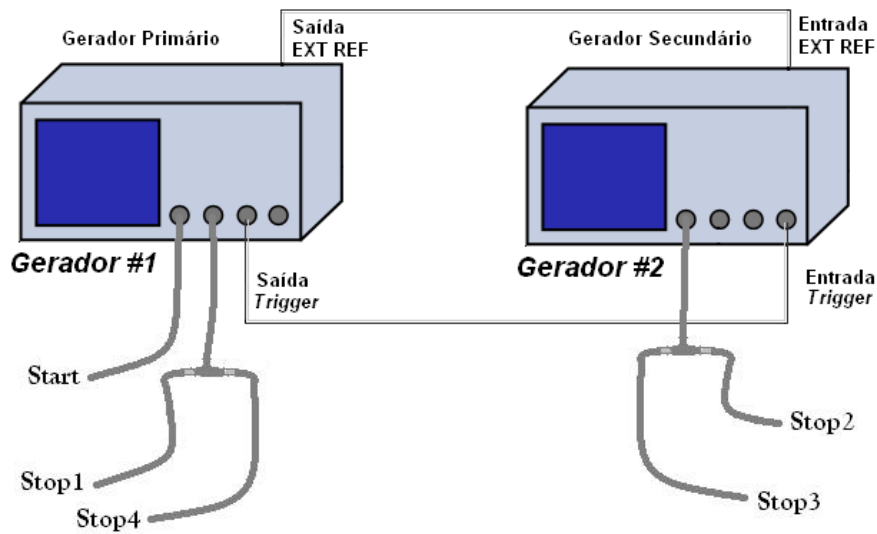 Gerador Primário
Saída
EXT REF
Gerador Secundário
Entrada
EXT REF
Gerador #1
Saída
Trigger
Gerador #2
Entrada
Trigger
Start
Stop1
Stop4
Stop2
Stop3